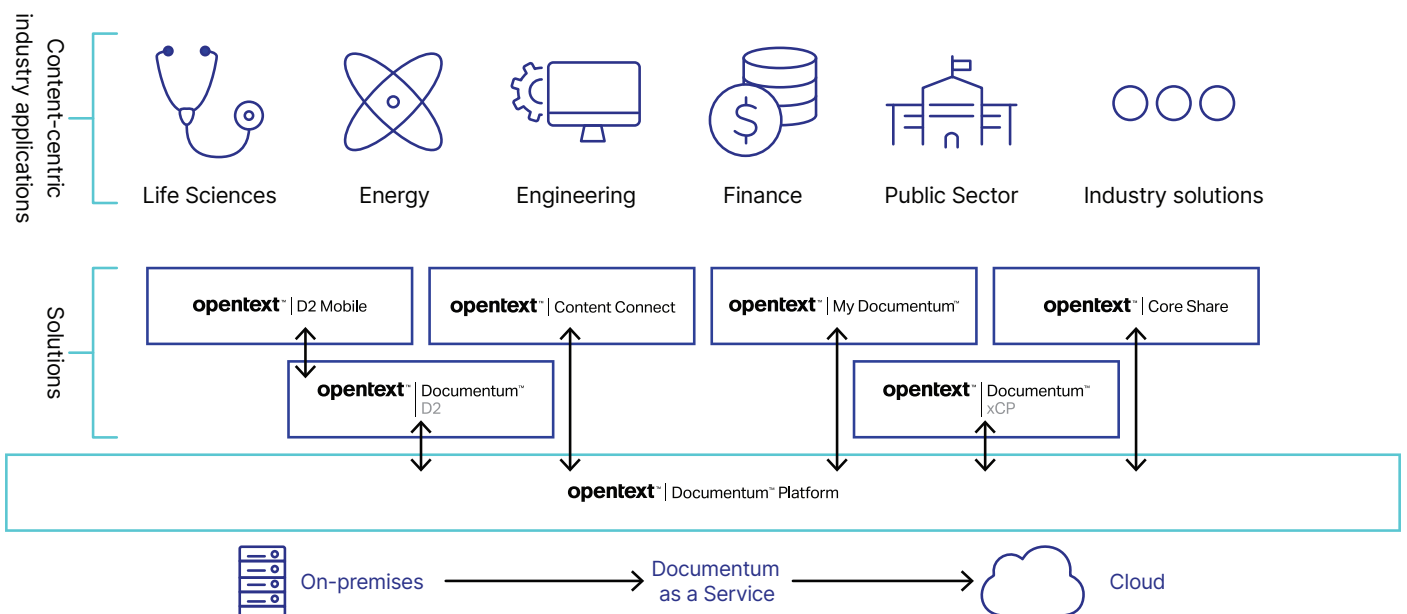 Content-centric
industry applications
Life Sciences
Energy
Engineering
Finance
Public Sector
Industry solutions
Solutions
opentext™ | D2 Mobile
opentext™ | Content Connect
opentext™ | My Documentum™
opentext™ | Core Share
opentext™ | Documentum™
D2
opentext™ | Documentum™
xCP
opentext™ | Documentum™ Platform
On-premises
Documentum
as a Service
Cloud